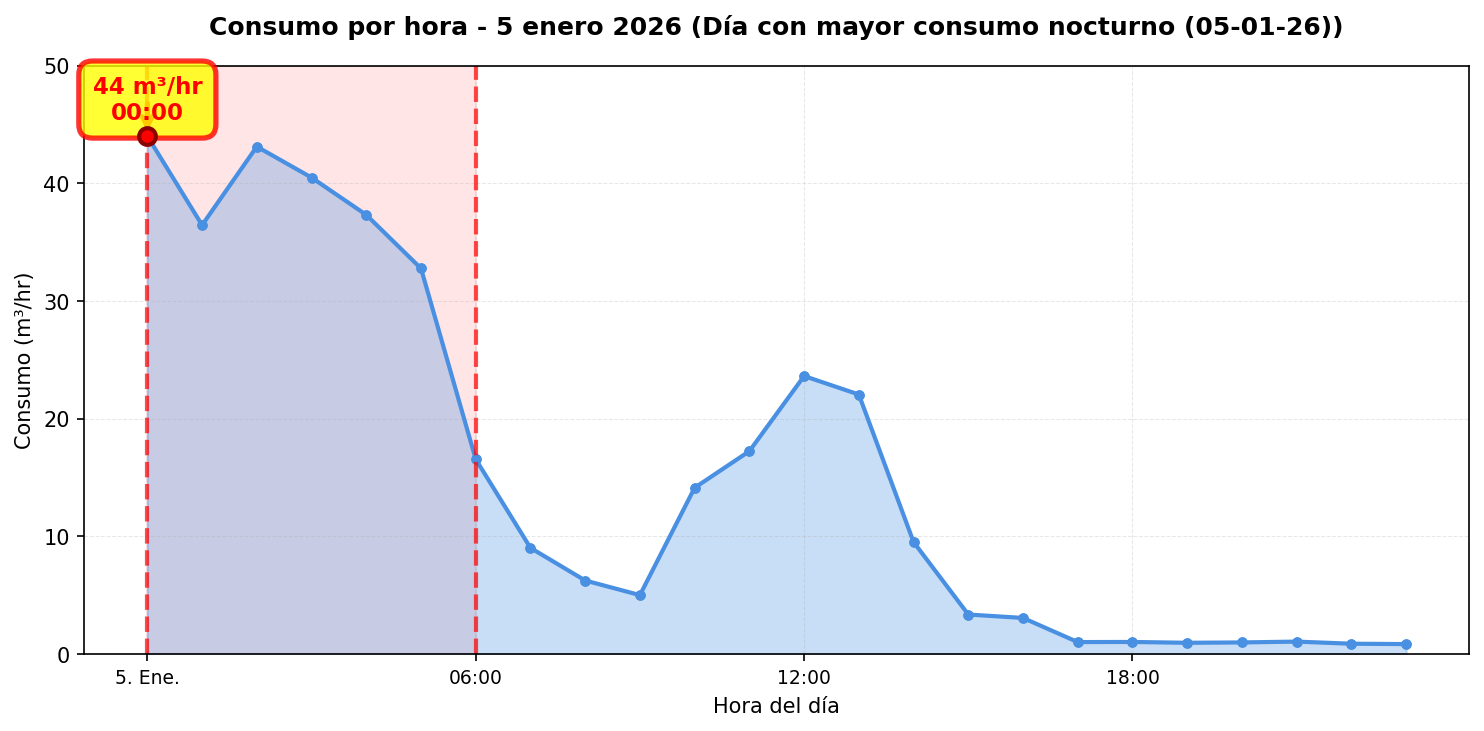 Consumo por hora - 5 enero 2026 (Día con mayor consumo nocturno (05-01-26))
44 m³/hr
00:00
Consumo (m³/hr)
50
40
30
20
10
0
5. Ene.
06:00
12:00
18:00
Hora del día